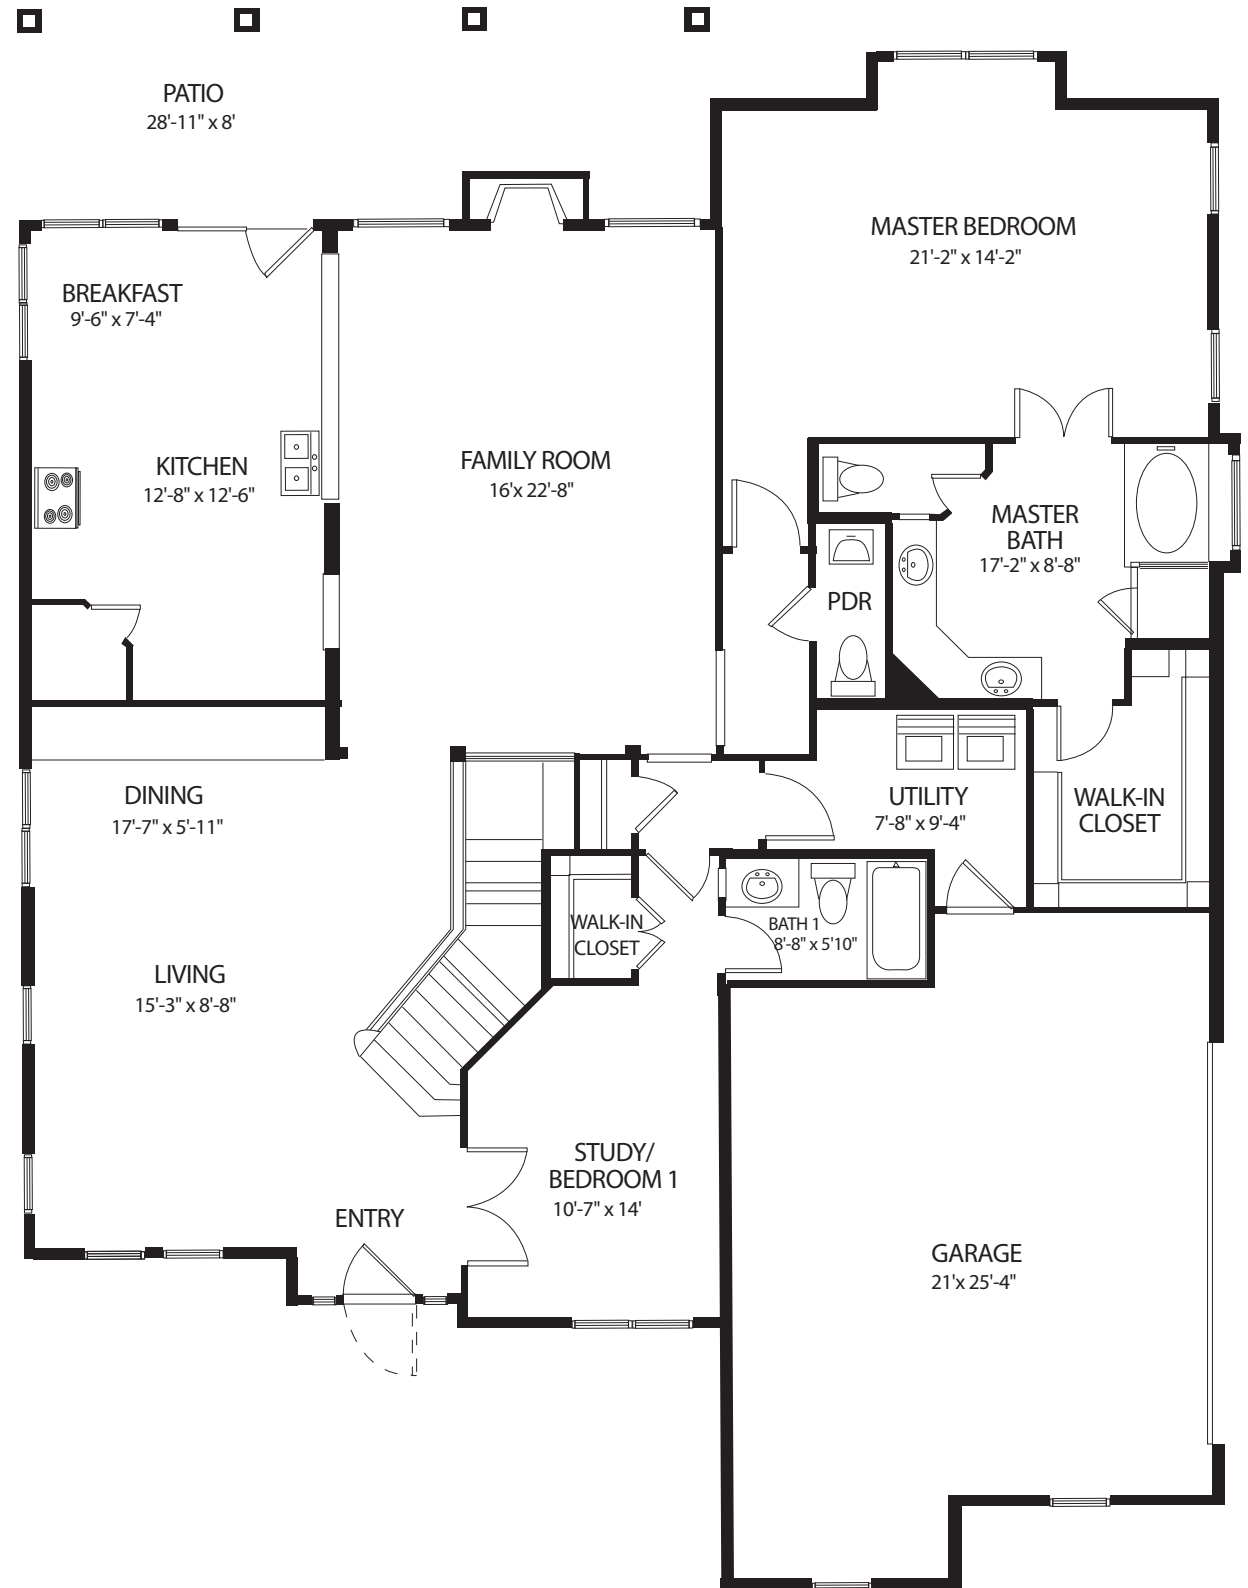 PATIO
28'-11" x 8'
MASTER BEDROOM
21'-2" x 14'-2"
BREAKFAST
9'-6" x 7'-4"
KITCHEN
12'-8" x 12'-6"
FAMILY ROOM
16'x 22'-8"
MASTER
BATH
17'-2" x 8'-8"
PDR
DINING
17'-7" x 5'-11"
UTILITY
7'-8" x 9'-4"
WALK-IN
CLOSET
WALK-IN
CLOSET
BATH 1
8'-8" x 5'10"
LIVING
15'-3" x 8'-8"
STUDY/
BEDROOM 1
10'-7" x 14'
ENTRY
GARAGE
21'x 25'-4"